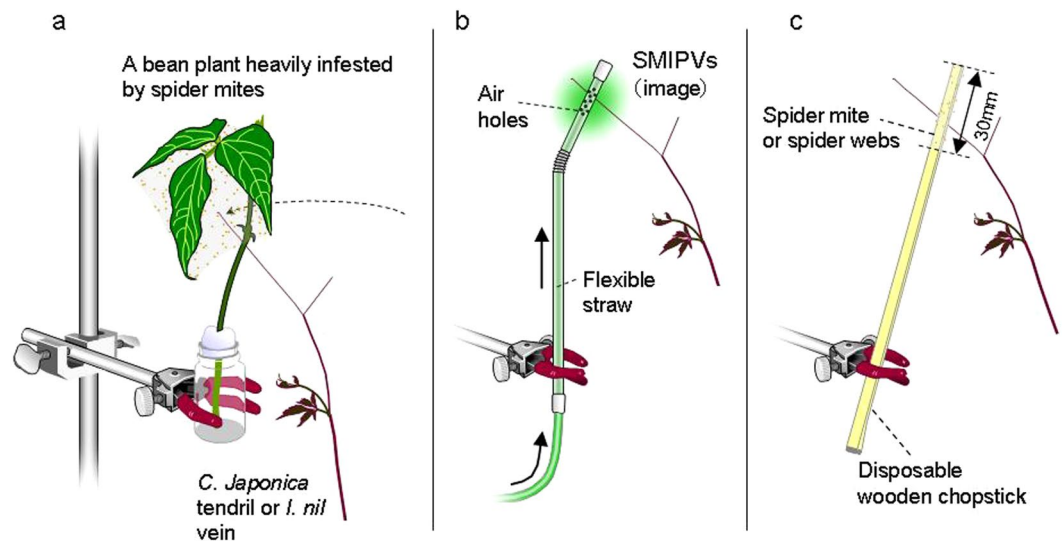 a
A bean plant heavily infested
by spider mites
C. Japonica
tendril or I. nil
vein
b
SMIPVs
(image)
Air
holes
Flexible
straw
c
Spider mite
or spider webs
30mm
Disposable
wooden chopstick